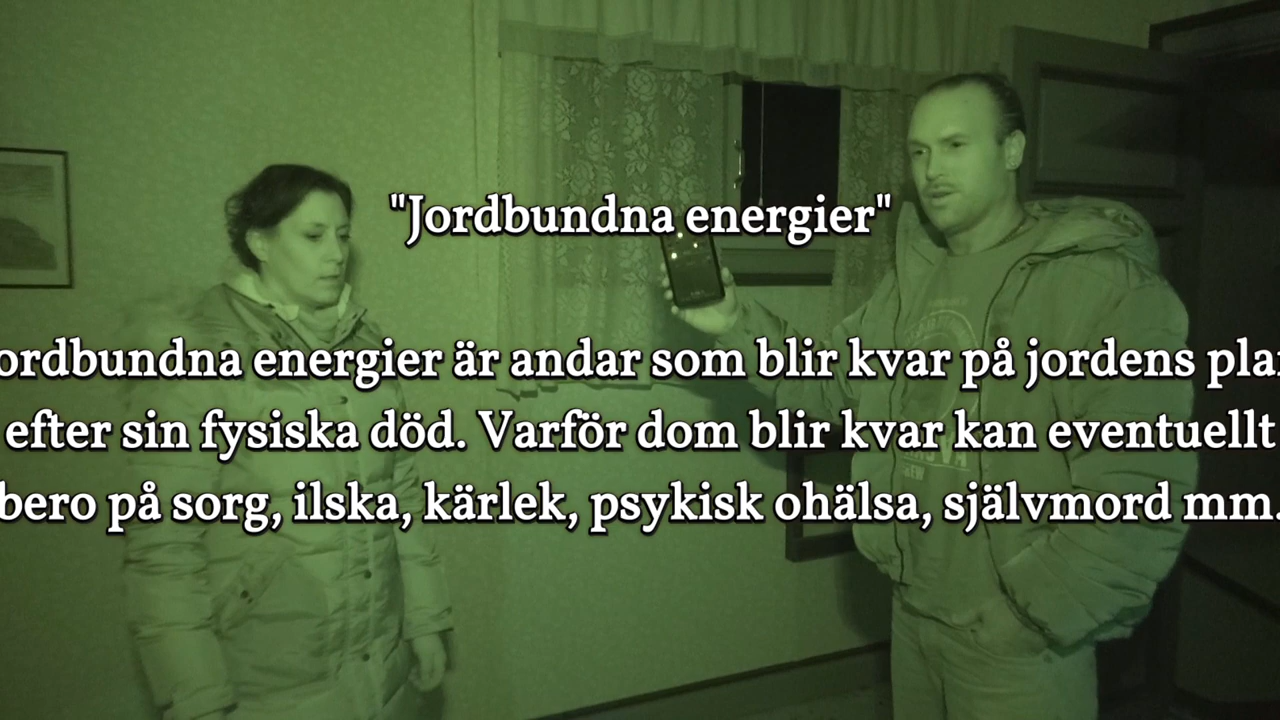 "Jordbundna energier"
ordbundna energier är andar som blir kvar på jordens pla
efter sin fysiska död. Varför dom blir kvar kan eventuellt
bero på sorg, ilska, kärlek, psykisk ohälsa, självmord mm.